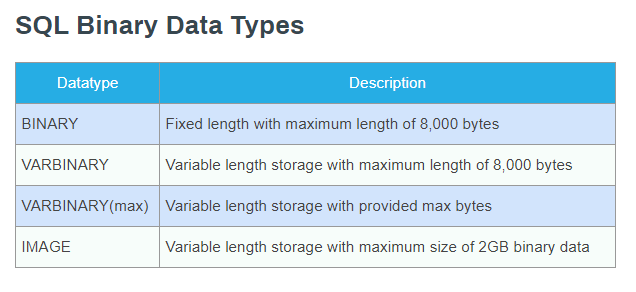 SQL Binary Data Types
Datatype Description
BINARY Fixed length with maximum length of 8,000 bytes
VARBINARY Variable length storage with maximum length of 8,000 bytes
VARBINARY(max) Variable length storage with provided max bytes
IMAGE Variable length storage with maximum size of 2GB binary data